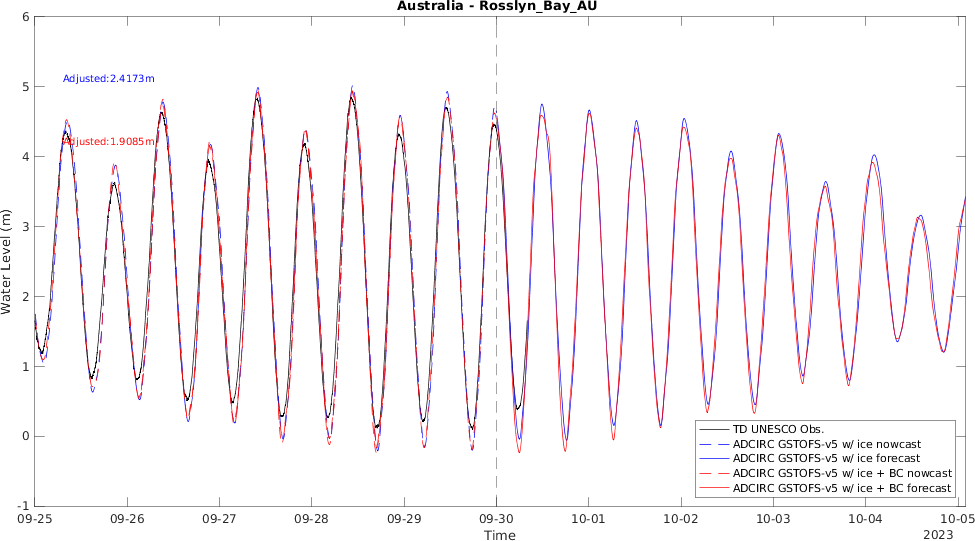 Australia - Rosslyn_Bay_AU
6
5
4
3
2
1
0
-1
Water Level (m)
Adjusted:2.4173m
Adjusted:1.9085m
TD UNESCO Obs.
ADCIRC GSTOFS-v5 w/ ice nowcast
ADCIRC GSTOFS-v5 w/ ice forecast
ADCIRC GSTOFS-v5 w/ ice + BC nowcast
ADCIRC GSTOFS-v5 w/ ice + BC forecast
09-25 09-26 09-27 09-28 09-29 09-30 10-01 10-02 10-03 10-04 10-05
Time
2023